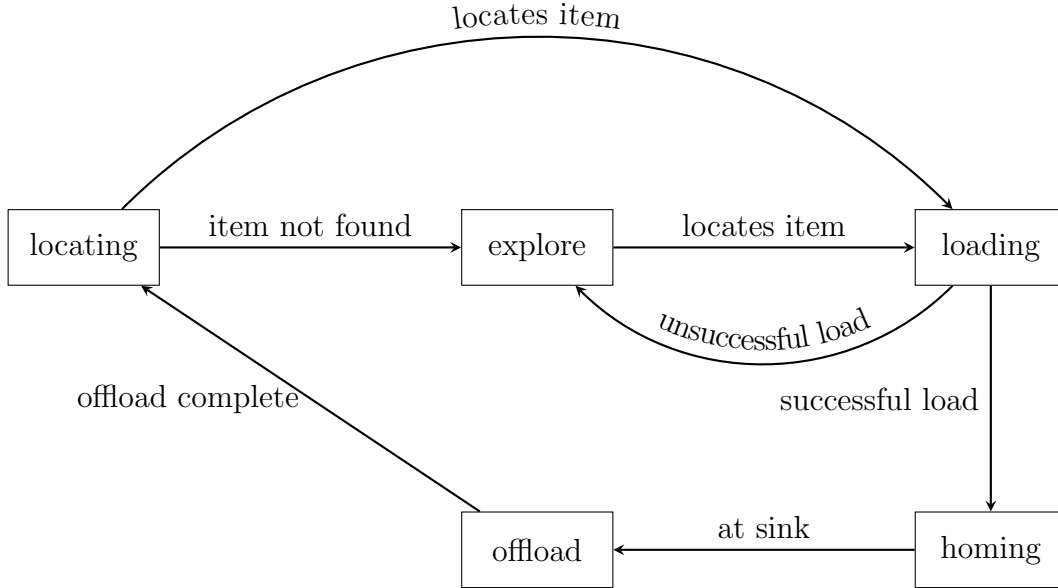 locates item
locating
item not found
explore
locates item
loading
unsuccessful load
offload complete
successful load
offload
at sink
homing